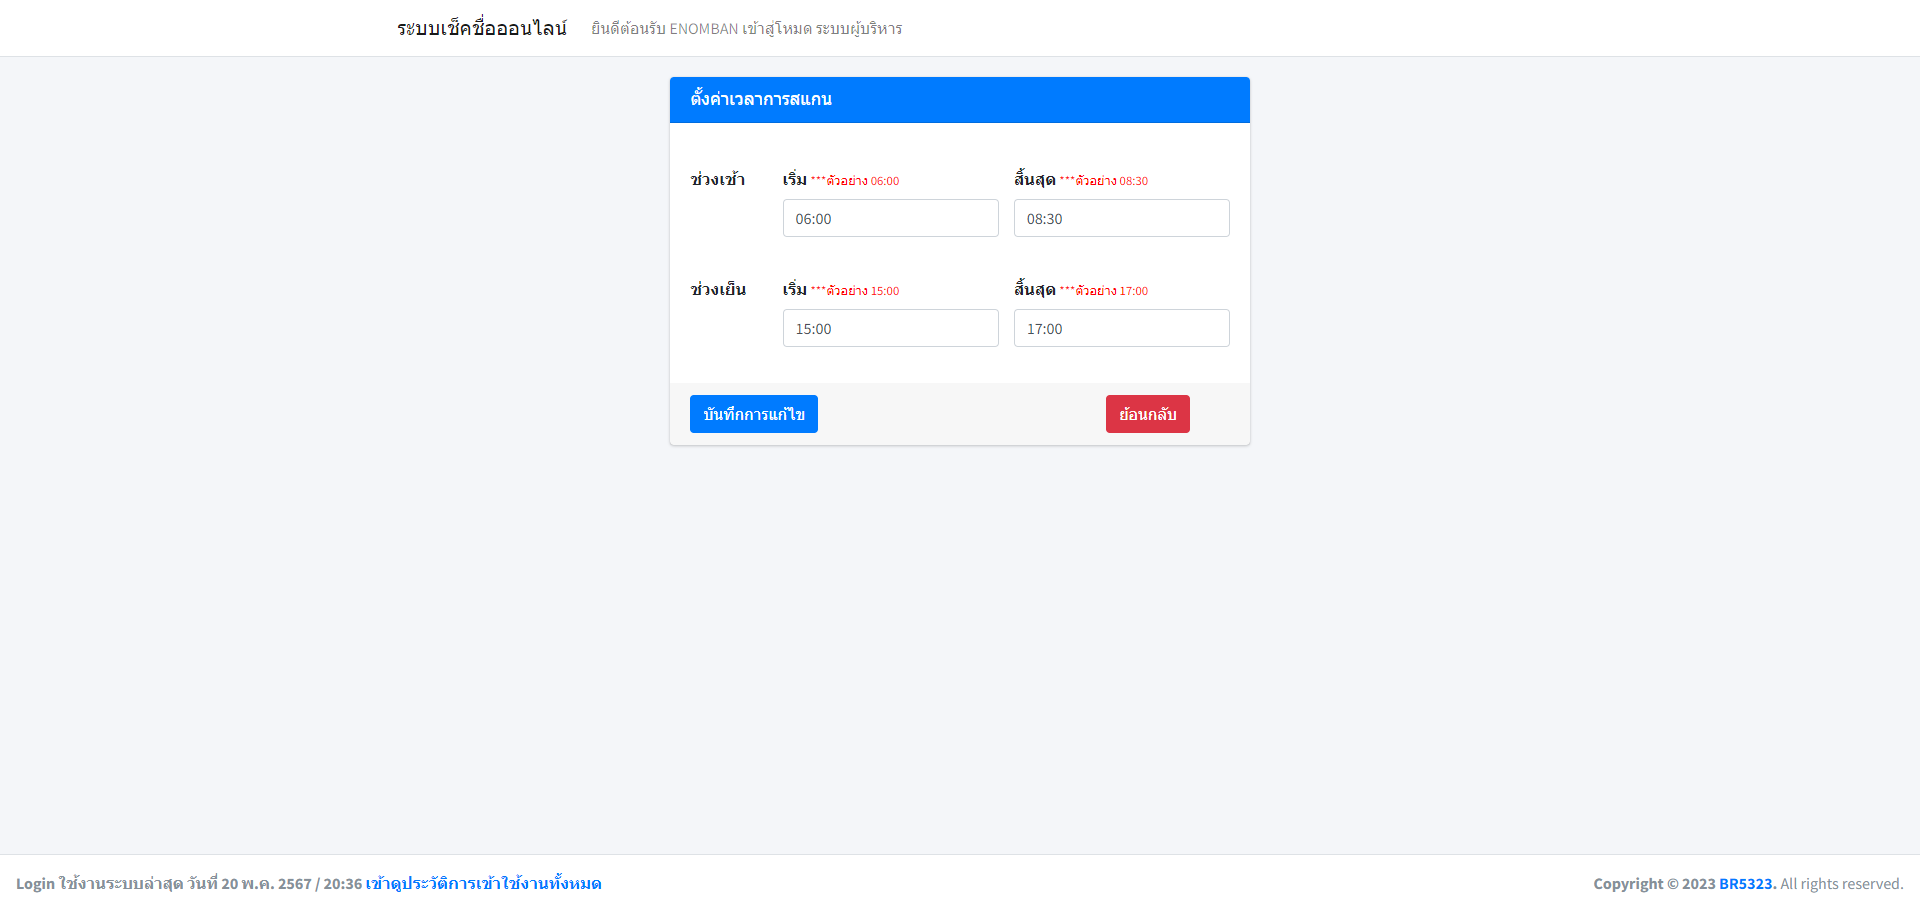 ระบบเช็คชื่อออนไลน์ ยินดีต้อนรับ ENOMBAN เข้าสู่โหมด ระบบผู้บริหาร
ตั้งค่าเวลาการสแกน
ช่วงเช้า เริ่ม ***ตัวอย่าง 06:00 สิ้นสุด ***ตัวอย่าง 08:30
06:00 08:30
ช่วงเย็น เริ่ม ***ตัวอย่าง 15:00 สิ้นสุด ***ตัวอย่าง 17:00
15:00 17:00
บันทึกการแก้ไข ย้อนกลับ
Login ใช้งานระบบล่าสุด วันที่ 20 พ.ค. 2567 / 20:36 เข้าดูประวัติการเข้าใช้งานทั้งหมด Copyright © 2023 BR5323. All rights reserved.